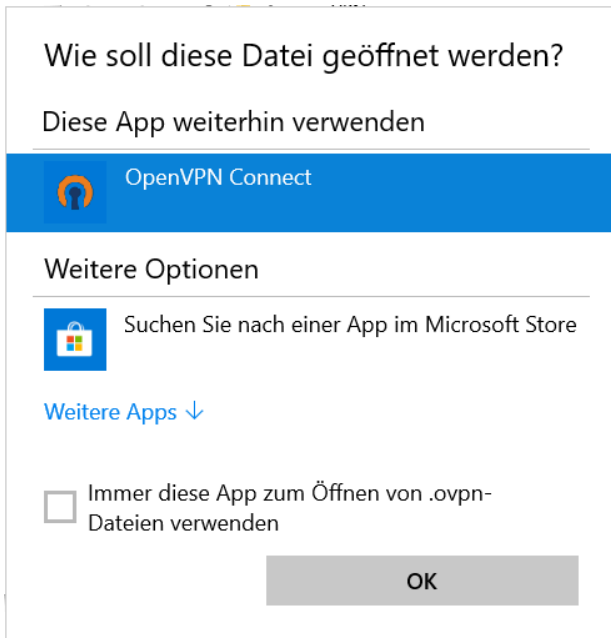 Wie soll diese Datei geöffnet werden?
Diese App weiterhin verwenden
OpenVPN Connect
Weitere Optionen
Suchen Sie nach einer App im Microsoft Store
Weitere Apps ↓
Immer diese App zum Öffnen von .ovpn-
Dateien verwenden
OK